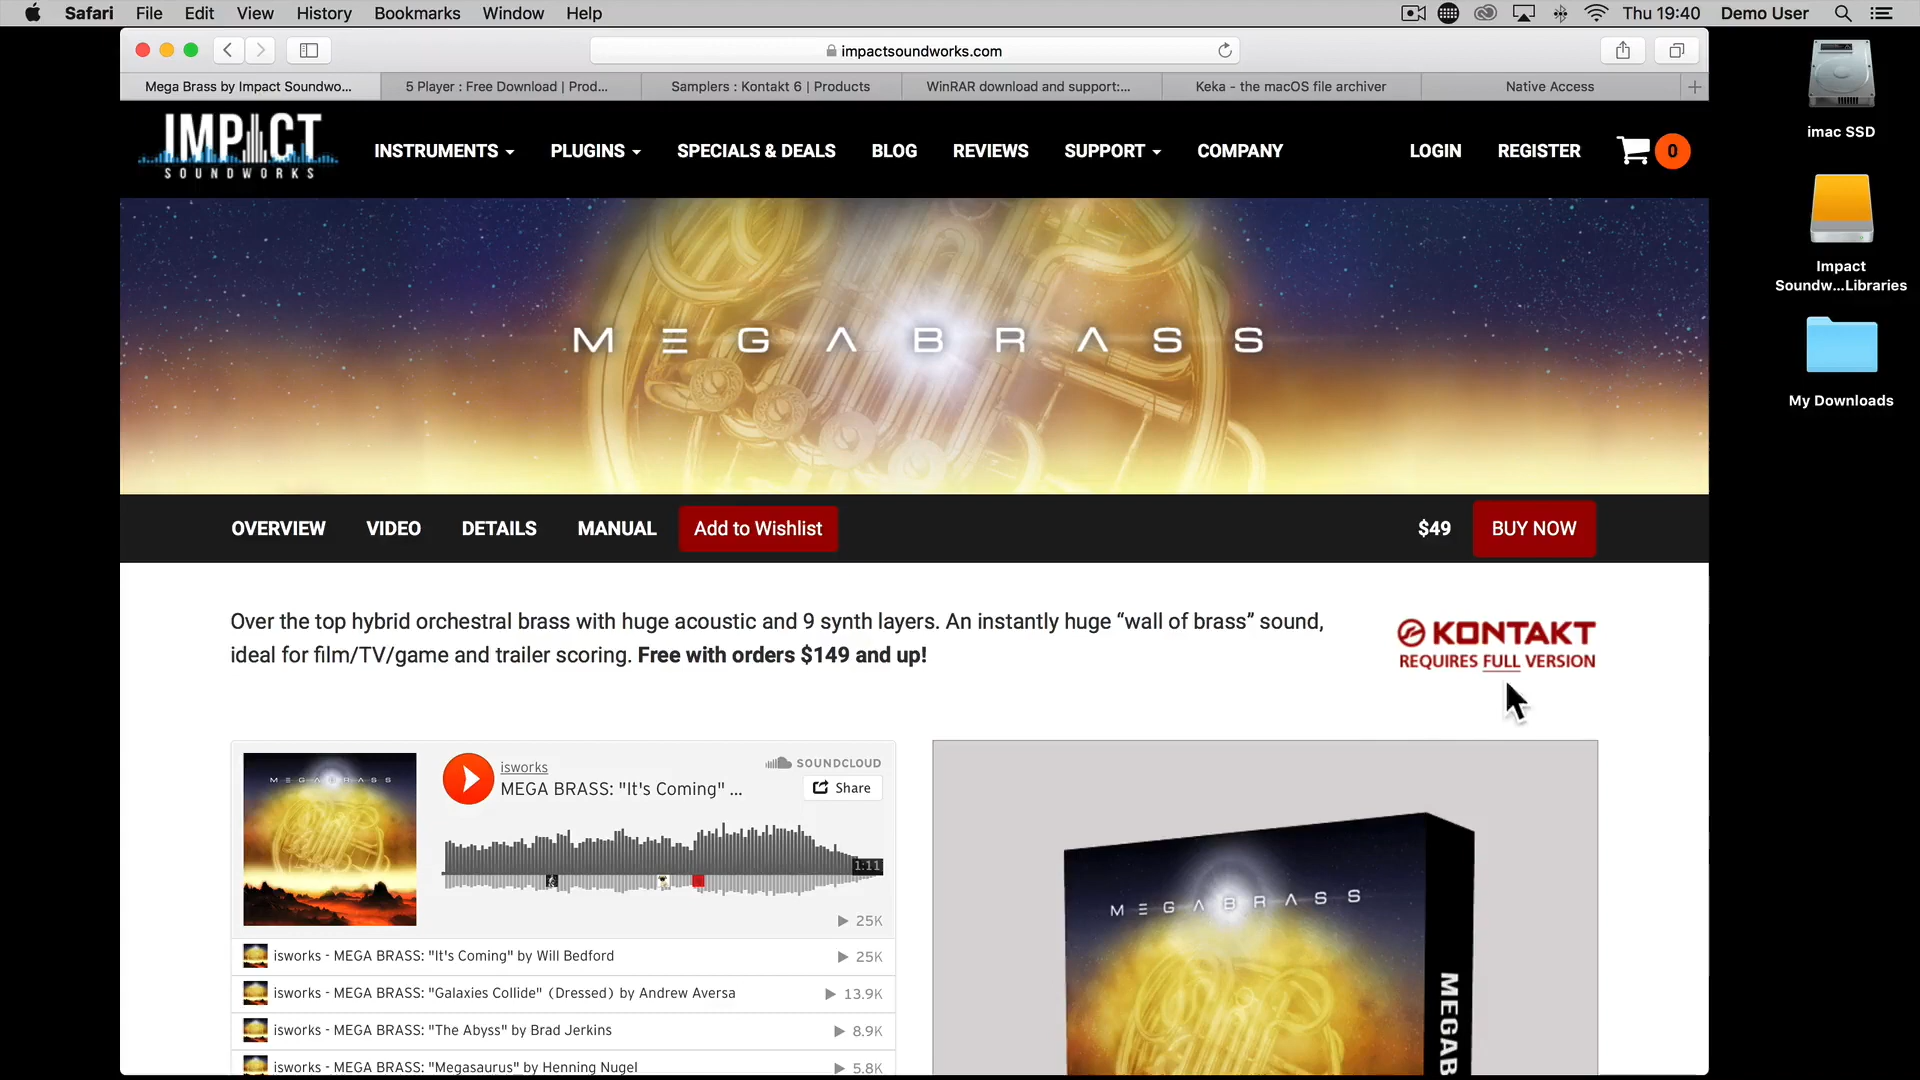 Safari File Edit View History Bookmarks Window Help Thu 19:40 Demo User
impactsoundworks.com
Mega Brass by Impact Soundwo... 5 Player : Free Download | Prod... Samplers : Kontakt 6 | Products WinRAR download and support:... Keka - the macOS file archiver Native Access
imac SSD
Impact
Soundw...Libraries
My Downloads
IMPACT
SOUNDWORKS
INSTRUMENTS PLUGINS SPECIALS & DEALS BLOG REVIEWS SUPPORT COMPANY LOGIN REGISTER 0
MEGABRASS
OVERVIEW VIDEO DETAILS MANUAL Add to Wishlist $49 BUY NOW
Over the top hybrid orchestral brass with huge acoustic and 9 synth layers. An instantly huge “wall of brass” sound,
ideal for film/TV/game and trailer scoring. Free with orders $149 and up!
KONTAKT
REQUIRES FULL VERSION
MEGABRASS
isworks
MEGA BRASS: "It's Coming" ...
SOUNDCLOUD
Share
1:11
25K
isworks - MEGA BRASS: "It's Coming" by Will Bedford 25K
isworks - MEGA BRASS: "Galaxies Collide" (Dressed) by Andrew Aversa 13.9K
isworks - MEGA BRASS: "The Abyss" by Brad Jerkins 8.9K
isworks - MEGA BRASS: "Megasaurus" by Henning Nugel 5.8K
MEGABRASS
MEGAB